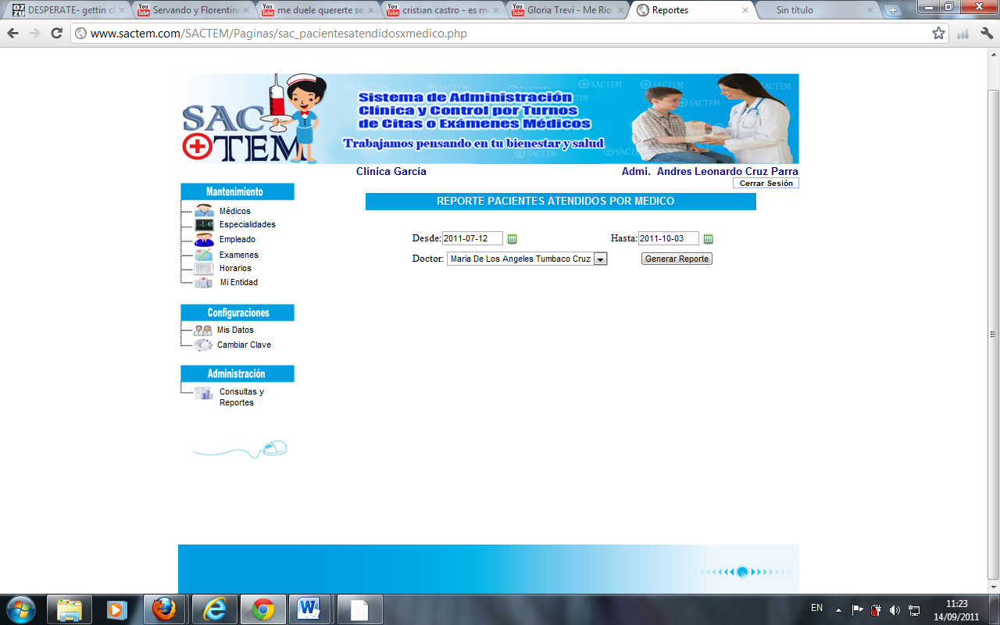 DESPERATE- gettin cl
Servando y Florentin
me duele quererte se
cristian castro - es m
Gloria Trevi - Me Río
Reportes
Sin título
www.sactem.com/SACTEM/Paginas/sac_pacientesatendidosxmedico.php
SACTEM
Sistema de Administración
Clínica y Control por Turnos
de Citas o Exámenes Médicos
Trabajamos pensando en tu bienestar y salud
Clínica García
Admi. Andres Leonardo Cruz Parra
Cerrar Sesión
Mantenimiento
Médicos
Especialidades
Empleado
Examenes
Horarios
Mi Entidad
Configuraciones
Mis Datos
Cambiar Clave
Administración
Consultas y
Reportes
REPORTE PACIENTES ATENDIDOS POR MEDICO
Desde: 2011-07-12
Hasta: 2011-10-03
Doctor: Maria De Los Angeles Tumbaco Cruz
Generar Reporte
EN
11:23
14/09/2011